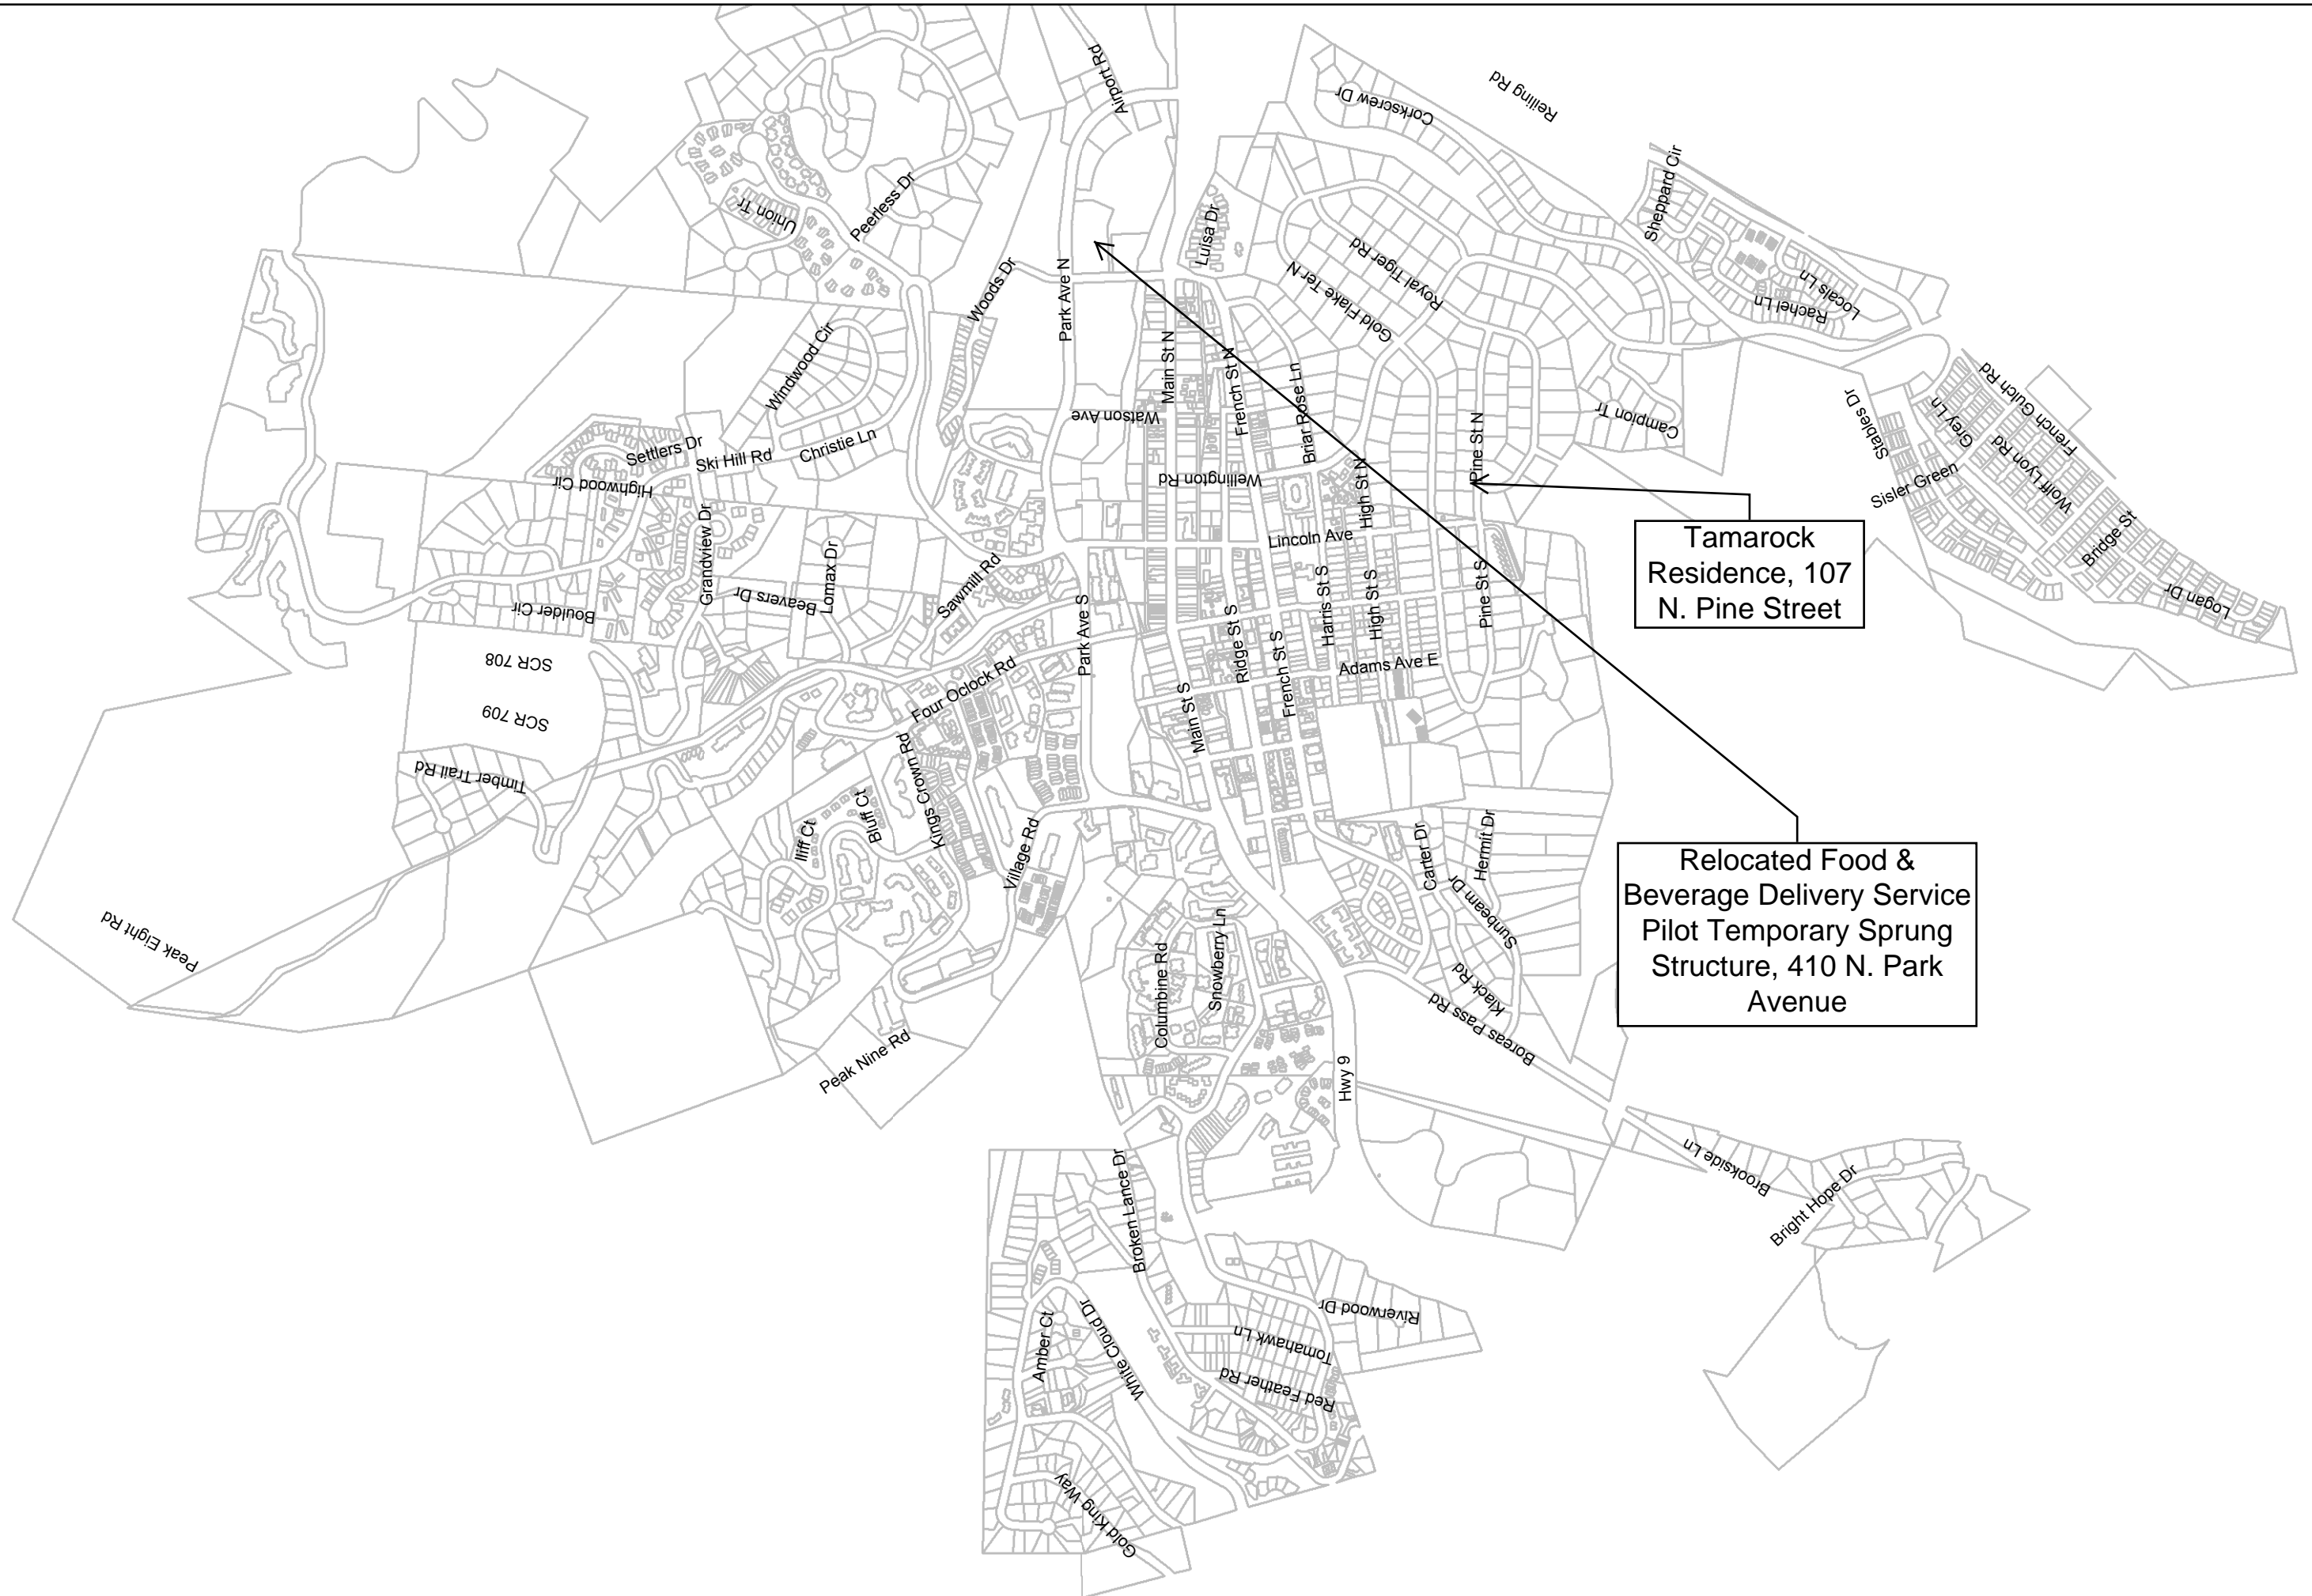 Airport Rd
Reiling Rd
Corkscrew Dr
Sheppard Cir
Union Tr
Peerless Dr
Luisa Dr
Royal Tiger Rd
Gold Flake Ter N
Locals Ln
Rachel Ln
Woods Dr
Park Ave N
Windwood Cir
Main St N
French St N
Briar Rose Ln
Campion Tr
Stables Dr
Grey Ln
French Gulch Rd
Wolff Lyon Rd
Sisler Green
Bridge St
Logan Dr
Watson Ave
Settlers Dr
Ski Hill Rd
Christie Ln
Highwood Cir
Wellington Rd
High St N
Pine St N
Tamarock
Residence, 107
N. Pine Street
Grandview Dr
Lomax Dr
Beavers Dr
Sawmill Rd
Lincoln Ave
Boulder Cir
Park Ave S
Ridge St S
Harris St S
High St S
Pine St S
SCR 708
SCR 709
Four Oclock Rd
Main St S
French St S
Adams Ave E
Timber Trail Rd
Kings Crown Rd
Bluff Ct
Iliff Ct
Village Rd
Carter Dr
Hermit Dr
Sunbeam Dr
Relocated Food &
Beverage Delivery Service
Pilot Temporary Sprung
Structure, 410 N. Park
Avenue
Peak Eight Rd
Columbine Rd
Snowberry Ln
Klack Rd
Boreas Pass Rd
Peak Nine Rd
Hwy 9
Brookside Ln
Bright Hope Dr
Broken Lance Dr
Riverwood Dr
Amber Ct
White Cloud Dr
Tomahawk Ln
Red Feather Rd
Gold King Way